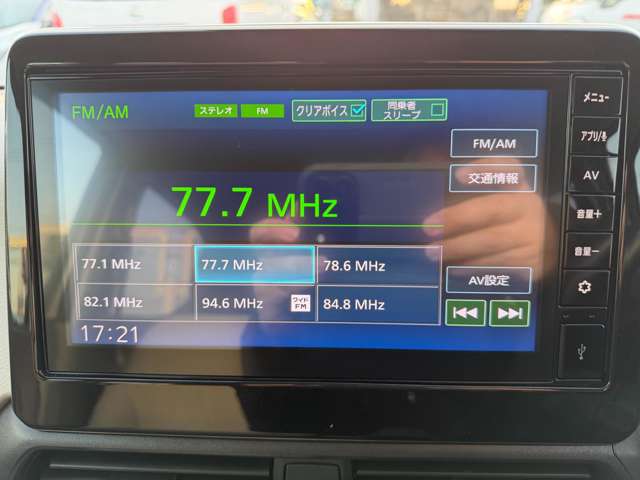 FM/AM ステレオ FM クリアボイス 同乗者スリープ
FM/AM
交通情報
77.7 MHz
77.1 MHz 77.7 MHz 78.6 MHz
82.1 MHz 94.6 MHz ワイドFM 84.8 MHz
AV設定
17:21
メニュー
アプリ/
AV
音量+
音量-